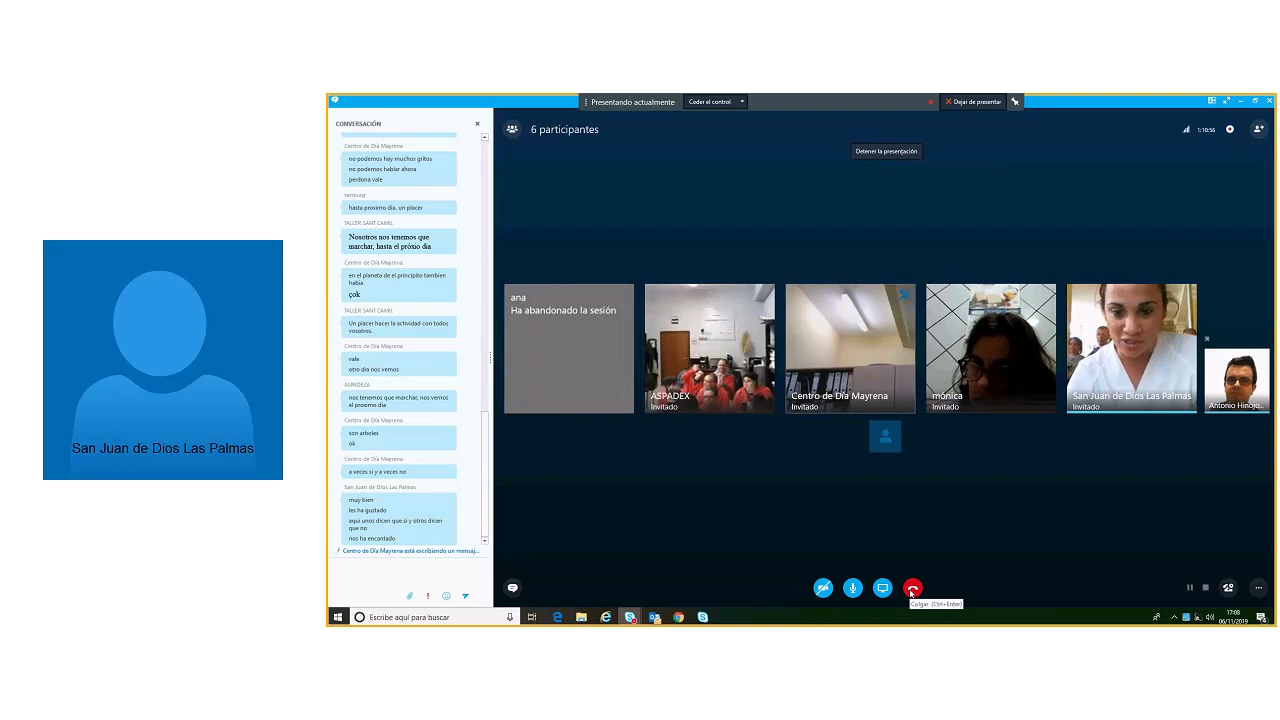 San Juan de Dios Las Palmas
Presentando actualmente
Ceder el control
Dejar de presentar
CONVERSACIÓN
6 participantes
1:10:56
Detener la presentación
Centro de Día Mayrena
no podemos hay muchos gritos
no podemos hablar ahora
perdona vale
vanesag
hasta proximo dia. un placer
TALLER SANT CAMIL
Nosotros nos tenemos que
marchar, hasta el próxio dia
Centro de Día Mayrena
en el planeta de el principito tambien
habia
çok
TALLER SANT CAMIL
Un placer hacer la actividad con todos
vosotros.
Centro de Día Mayrena
vale
otro dia nos vemos
ASPADEZA
nos tenemos que marchar, nos vemos
el proximo dia
Centro de Día Mayrena
son arboles
ok
Centro de Día Mayrena
a veces si y a veces no
San Juan de Dios Las Palmas
muy bien
les ha gustado
aqui unos dicen que si y otros dicen
que no
nos ha encantado
Centro de Día Mayrena está escribiendo un mensaj...
ana
Ha abandonado la sesión
ASPADEX
Invitado
Centro de Día Mayrena
Invitado
mónica
Invitado
San Juan de Dios Las Palmas
Invitado
Antonio Hinojo...
Colgar (Ctrl+Enter)
Escribe aquí para buscar
17:08
06/11/2019